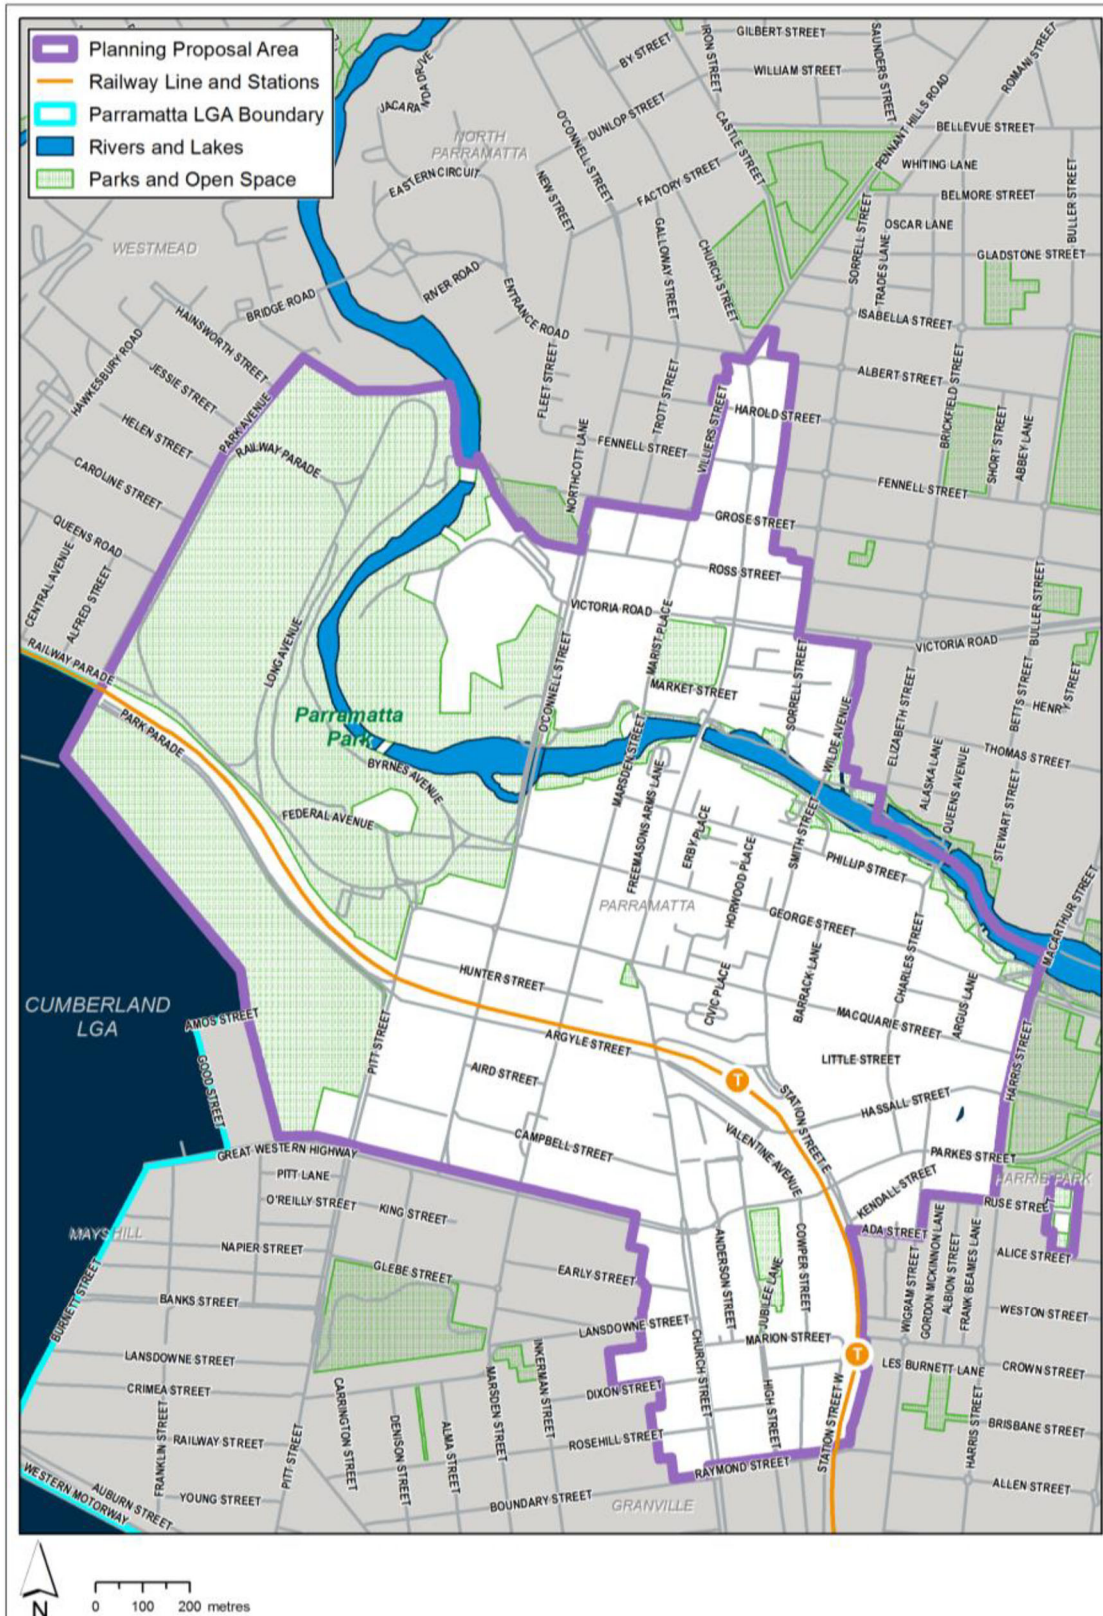 Planning Proposal Area
Railway Line and Stations
Parramatta LGA Boundary
Rivers and Lakes
Parks and Open Space
GILBERT STREET
BY STREET
IRON STREET
SAUNDERS STREET
ROMANI STREET
WILLIAM STREET
JACARANDA DRIVE
O'CONNELL STREET
DUNLOP STREET
CASTLE STREET
PENNANT HILLS ROAD
BELLEVUE STREET
NORTH
PARRAMATTA
WHITING LANE
EASTERN CIRCUIT
NEW STREET
FACTORY STREET
BELMORE STREET
BULLER STREET
SORRELL STREET
TRADES LANE
OSCAR LANE
WESTMEAD
GALLOWAY STREET
CHURCH STREET
GLADSTONE STREET
RIVER ROAD
BRIDGE ROAD
ENTRANCE ROAD
HAINSWORTH STREET
ISABELLA STREET
HAWKESBURY ROAD
JESSIE STREET
FLEET STREET
TROTT STREET
ALBERT STREET
BRICKFIELD STREET
HELEN STREET
PARK AVENUE
VILLIERS STREET
HAROLD STREET
SHORT STREET
ABBEY LANE
RAILWAY PARADE
FENNELL STREET
NORTHCOTT LANE
CAROLINE STREET
FENNELL STREET
QUEENS ROAD
GROSE STREET
CENTRAL AVENUE
ALFRED STREET
ROSS STREET
BULLER STREET
VICTORIA ROAD
MARIST PLACE
VICTORIA ROAD
LONG AVENUE
RAILWAY PARADE
O'CONNELL STREET
MARKET STREET
SORRELL STREET
ELIZABETH STREET
BETTS STREET
HENRY STREET
PARK PARADE
Parramatta
Park
WILDE AVENUE
THOMAS STREET
BYRNES AVENUE
MARSDEN STREET
FREEMASONS ARMS LANE
ALASKA LANE
QUEENS AVENUE
STEWART STREET
FEDERAL AVENUE
ERBY PLACE
HORWOOD PLACE
SMITH STREET
PHILLIP STREET
PARRAMATTA
GEORGE STREET
MACARTHUR STREET
CHARLES STREET
BARRACK LANE
HUNTER STREET
CIVIC PLACE
ARGUS LANE
CUMBERLAND
LGA
AMOS STREET
MACQUARIE STREET
PITT STREET
ARGYLE STREET
HARRIS STREET
GOOD STREET
AIRD STREET
LITTLE STREET
T
STATION STREET E
HASSALL STREET
VALENTINE AVENUE
CAMPBELL STREET
GREAT WESTERN HIGHWAY
PARKES STREET
KENDALL STREET
HARRIS PARK
PITT LANE
O'REILLY STREET
KING STREET
RUSE STREET
MAYS HILL
ADA STREET
NAPIER STREET
ANDERSON STREET
JUBILEE LANE
COWPER STREET
WIGRAM STREET
GORDON MCKINNON LANE
ALBION STREET
FRANK BEAMES LANE
ALICE STREET
GLEBE STREET
EARLY STREET
BURNETT STREET
BANKS STREET
LANSDOWNE STREET
WESTON STREET
CHURCH STREET
MARION STREET
T
LANSDOWNE STREET
INKERMAN STREET
MARSDEN STREET
LES BURNETT LANE
CROWN STREET
CRIMEA STREET
CARRINGTON STREET
DIXON STREET
HIGH STREET
STATION STREET W
FRANKLIN STREET
DENISON STREET
ALMA STREET
HARRIS STREET
BRISBANE STREET
RAILWAY STREET
PITT STREET
ROSEHILL STREET
WESTERN MOTORWAY
AUBURN STREET
RAYMOND STREET
ALLEN STREET
YOUNG STREET
BOUNDARY STREET
GRANVILLE
N
0 100 200 metres